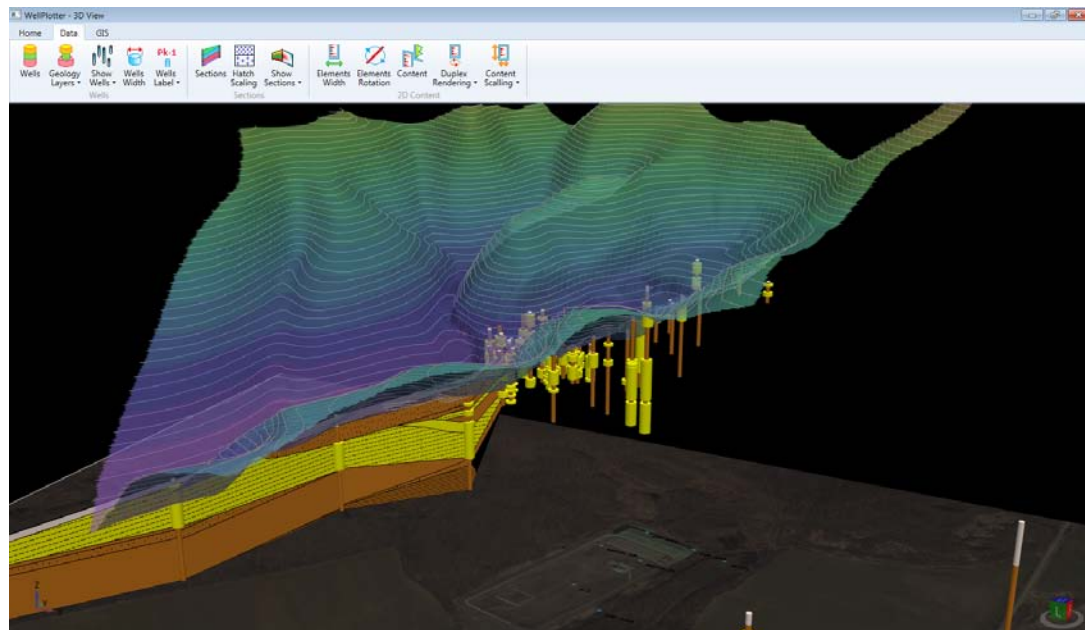 WellPlotter - 3D View
Home Data GIS
Wells Geology Layers Show Wells Wells Width Pk-1 Wells Label Sections Hatch Scaling Show Sections Elements Width Elements Rotation Content Duplex Rendering Content Scalling
Wells Sections 2D Content
Z
Y
L